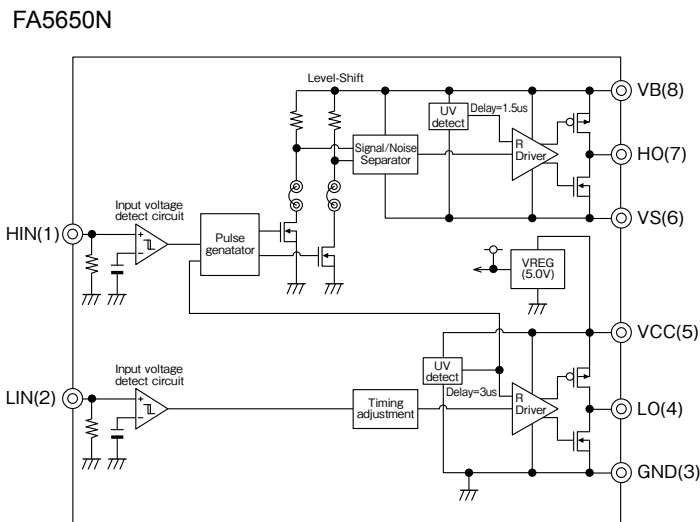 FA5650N
Level-Shift
VB(8)
UV
detect
Delay=1.5us
Signal/Noise
Separator
R
Driver
HO(7)
Input voltage
detect circuit
HIN(1)
Pulse
genatator
+
-
VS(6)
VREG
(5.0V)
VCC(5)
Input voltage
detect circuit
UV
detect
Delay=3us
LIN(2)
+
-
Timing
adjustment
R
Driver
LO(4)
GND(3)